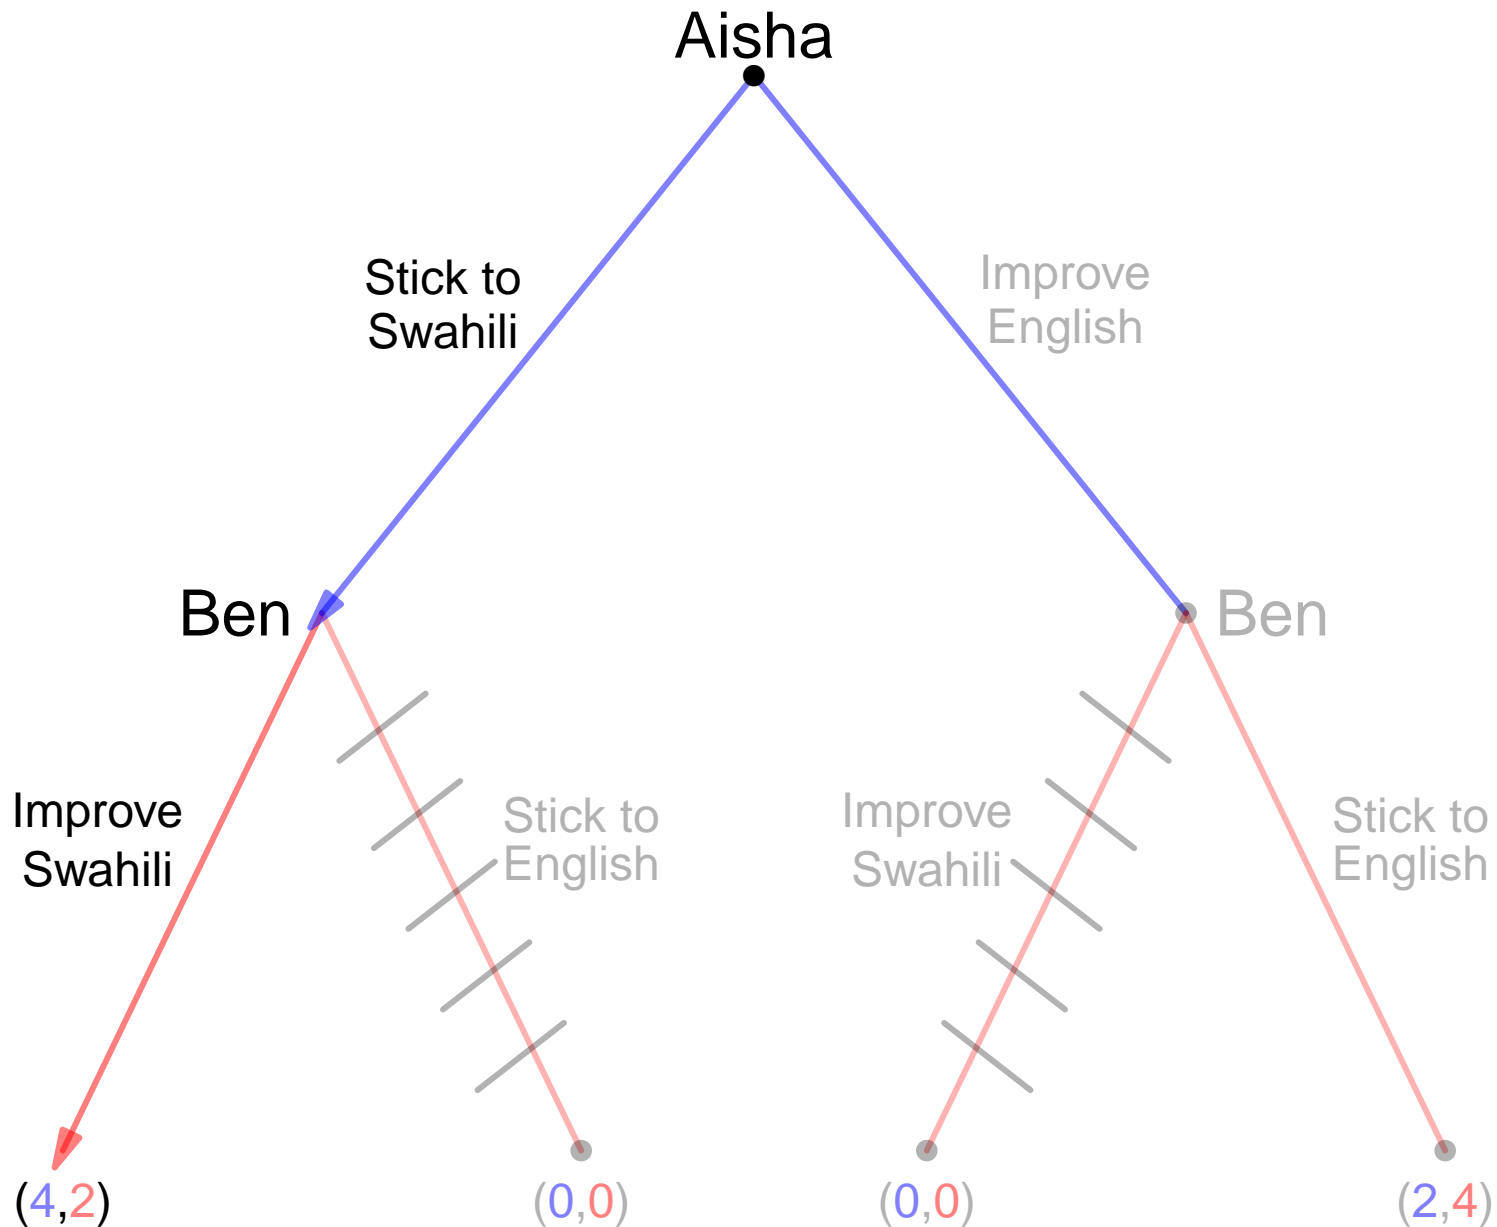 Aisha
Stick to
Swahili
Improve
English
Ben
Ben
Improve
Swahili
Stick to
English
Improve
Swahili
Stick to
English
(4,2)
(0,0)
(0,0)
(2,4)